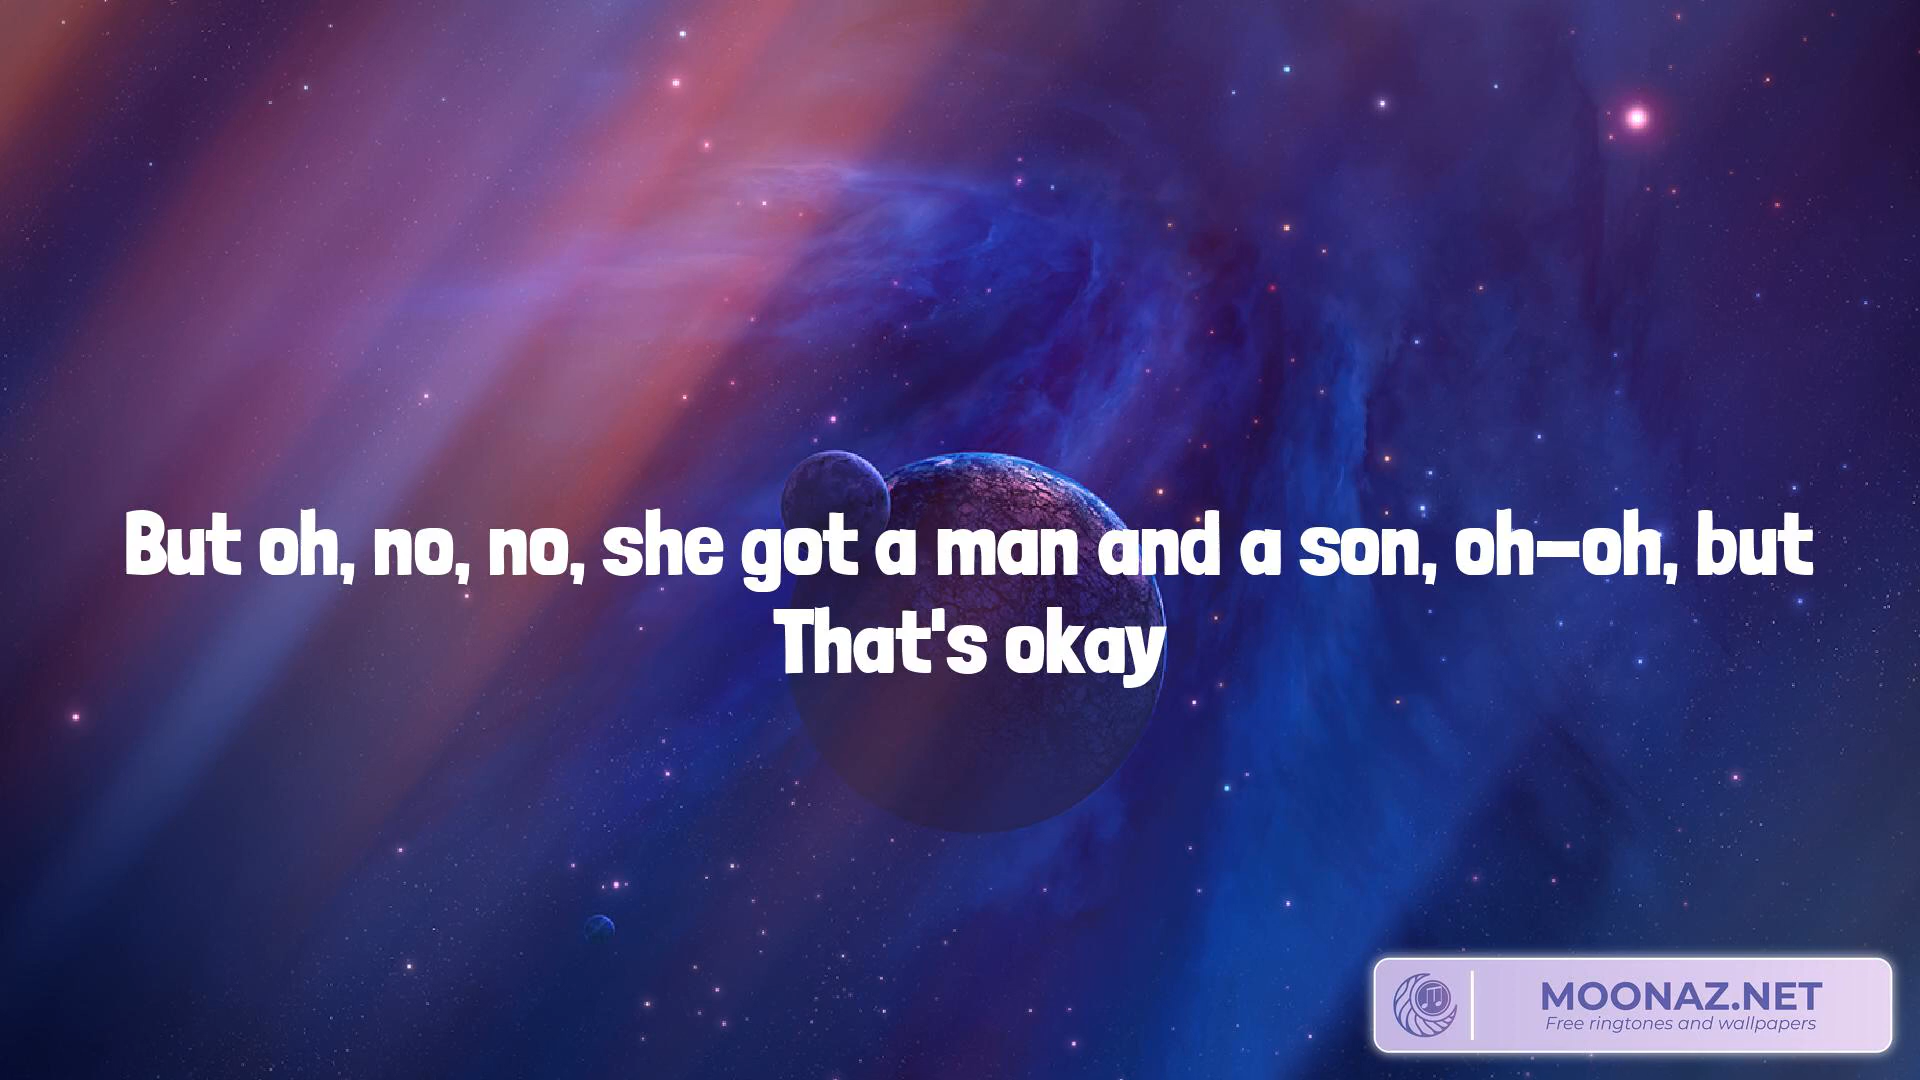 But oh, no, no, she got a man and a son, oh-oh, but
That's okay
MOONAZ.NET
Free ringtones and wallpapers